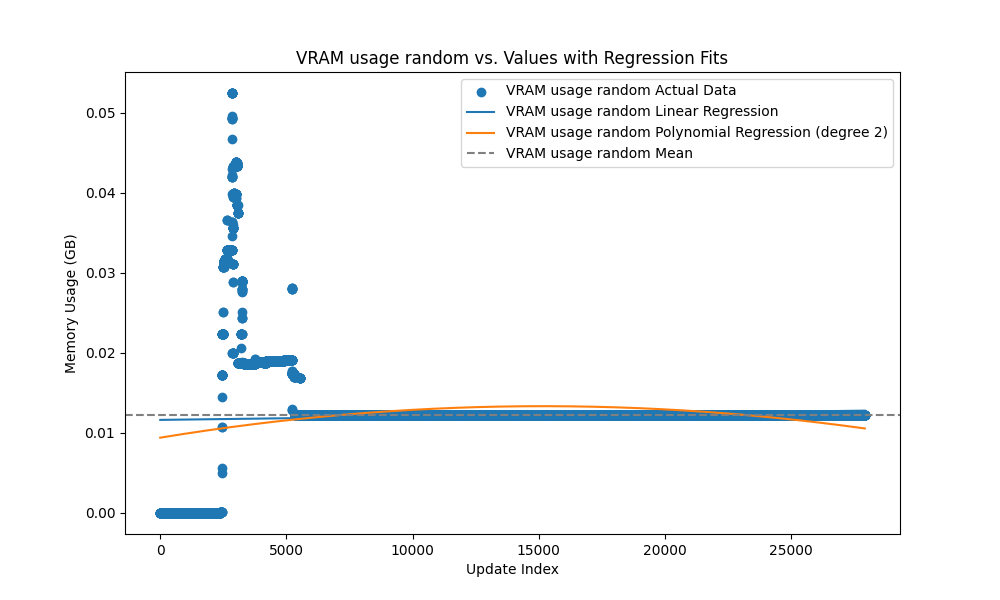 VRAM usage random vs. Values with Regression Fits
VRAM usage random Actual Data
VRAM usage random Linear Regression
VRAM usage random Polynomial Regression (degree 2)
VRAM usage random Mean
Memory Usage (GB)
0.05
0.04
0.03
0.02
0.01
0.00
0
5000
10000
15000
20000
25000
Update Index